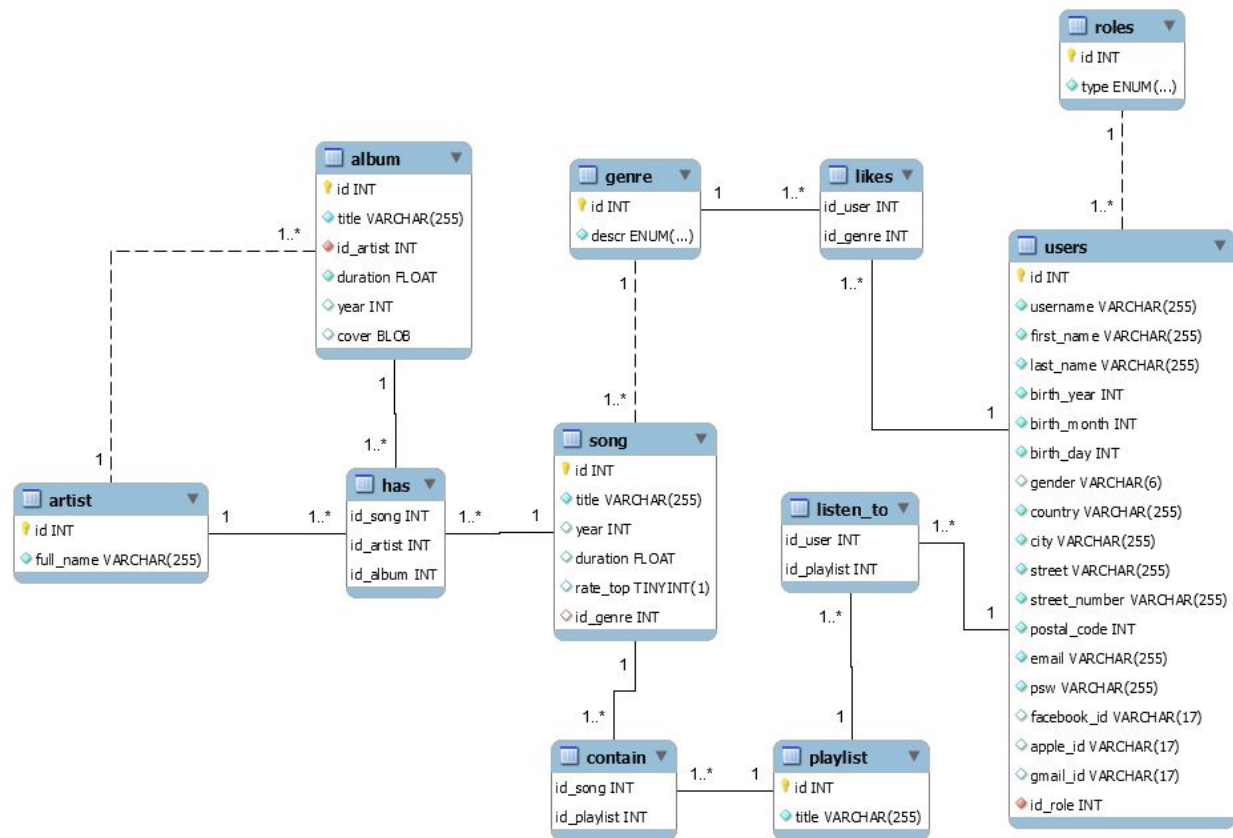 roles
id INT
type ENUM(...)
1
1..*
album
id INT
title VARCHAR(255)
id_artist INT
duration FLOAT
year INT
cover BLOB
1..*
1
1
1..*
genre
id INT
descr ENUM(...)
1
1..*
likes
id_user INT
id_genre INT
1..*
1
1
1..*
users
id INT
username VARCHAR(255)
first_name VARCHAR(255)
last_name VARCHAR(255)
birth_year INT
birth_month INT
birth_day INT
gender VARCHAR(6)
country VARCHAR(255)
city VARCHAR(255)
street VARCHAR(255)
street_number VARCHAR(255)
postal_code INT
email VARCHAR(255)
psw VARCHAR(255)
facebook_id VARCHAR(17)
apple_id VARCHAR(17)
gmail_id VARCHAR(17)
id_role INT
artist
id INT
full_name VARCHAR(255)
1
1..*
has
id_song INT
id_artist INT
id_album INT
1..*
1
song
id INT
title VARCHAR(255)
year INT
duration FLOAT
rate_top TINYINT(1)
id_genre INT
1
1..*
listen_to
id_user INT
id_playlist INT
1..*
1
1..*
1
contain
id_song INT
id_playlist INT
1..*
1
playlist
id INT
title VARCHAR(255)